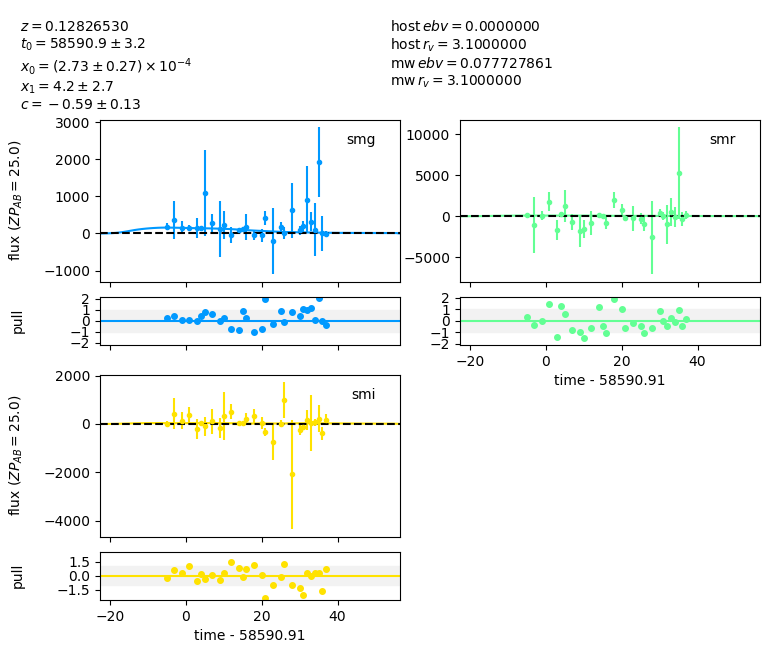 z = 0.12826530
t₀ = 58590.9 ± 3.2
x₀ = (2.73 ± 0.27) × 10⁻⁴
x₁ = 4.2 ± 2.7
c = −0.59 ± 0.13
host ebv = 0.0000000
host r_v = 3.1000000
mw ebv = 0.077727861
mw r_v = 3.1000000
smg
flux (ZP_AB = 25.0)
3000
2000
1000
0
−1000
smr
10000
5000
0
−5000
pull
2
1
0
−1
−2
2
1
0
−1
−2
−20
0
20
40
time - 58590.91
smi
flux (ZP_AB = 25.0)
2000
0
−2000
−4000
pull
1.5
0.0
−1.5
−20
0
20
40
time - 58590.91